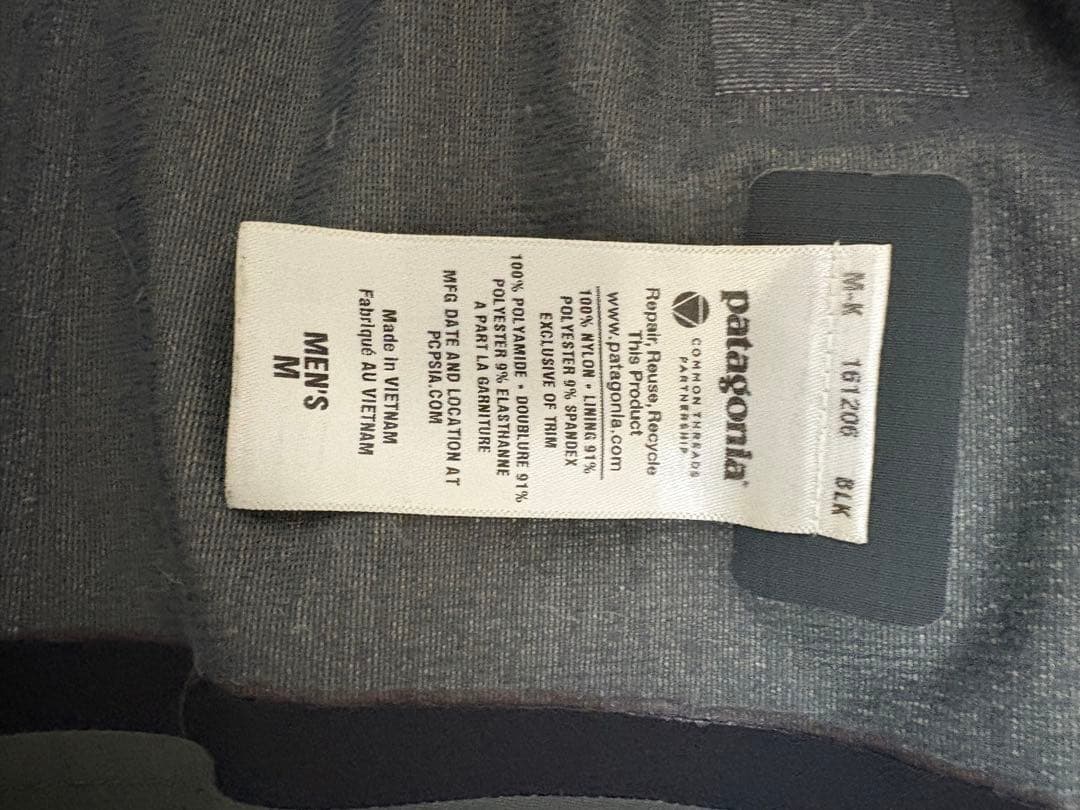 M-K 161206 BLK
patagonia®
COMMON THREADS
PARTNERSHIP
Repair, Reuse, Recycle
This Product
www.patagonia.com
100% NYLON • LINING 91%
POLYESTER 9% SPANDEX
EXCLUSIVE OF TRIM
100% POLYAMIDE • DOUBLURE 91%
POLYESTER 9% ELASTHANNE
A PART LA GARNITURE
MFG DATE AND LOCATION AT
PCPSIA.COM
Made in VIETNAM
Fabriqué AU VIETNAM
MEN'S
M